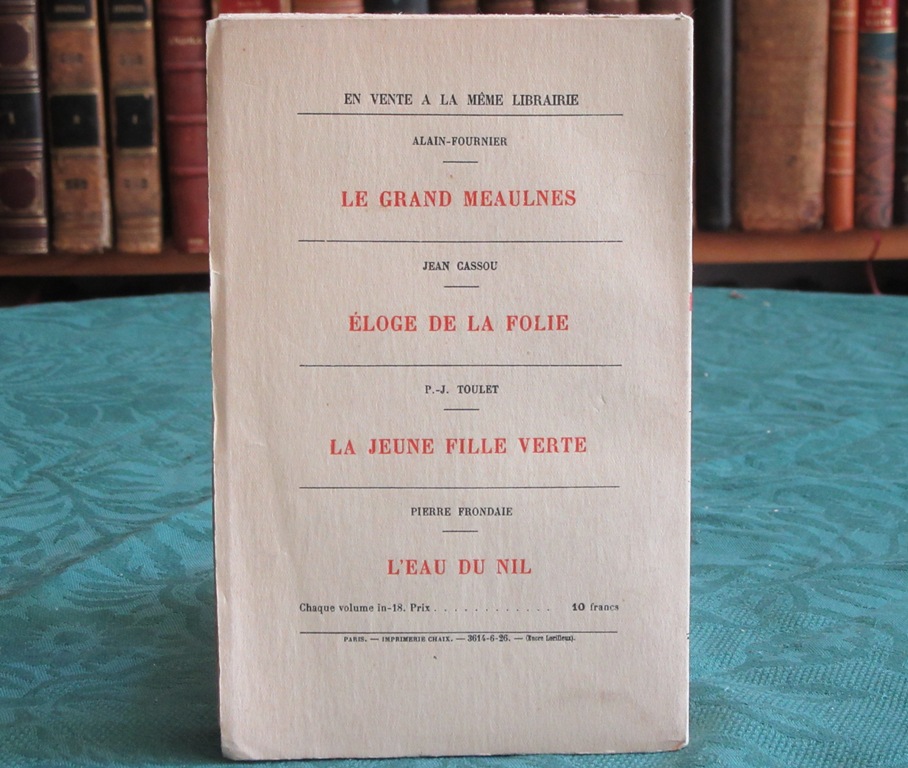 EN VENTE A LA MÊME LIBRAIRIE
ALAIN-FOURNIER
LE GRAND MEAULNES
JEAN CASSOU
ÉLOGE DE LA FOLIE
P.-J. TOULET
LA JEUNE FILLE VERTE
PIERRE FRONDAIE
L'EAU DU NIL
Chaque volume in-18. Prix . . . . . . . . . . . . 10 francs
PARIS. — IMPRIMERIE CHAIX. — 3614-6-26. — (Encre Lorilleux).